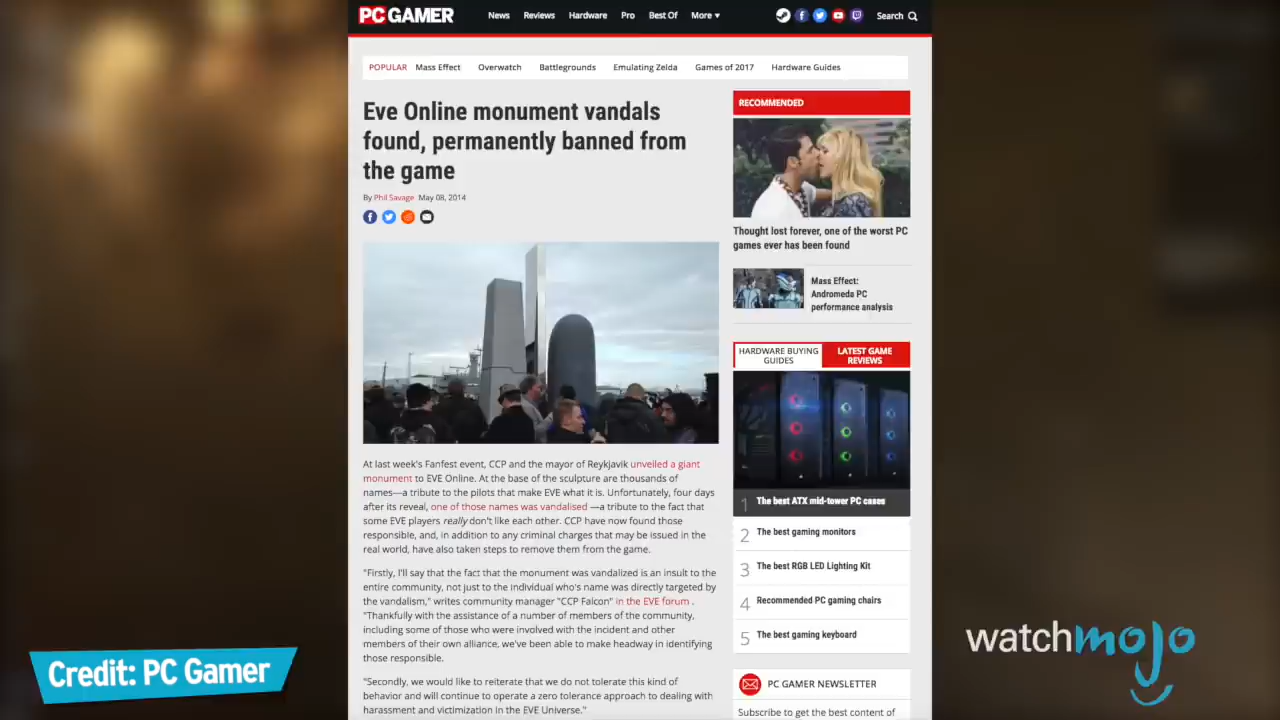 PC GAMER
News Reviews Hardware Pro Best Of More ▾
Search
POPULAR Mass Effect Overwatch Battlegrounds Emulating Zelda Games of 2017 Hardware Guides
Eve Online monument vandals
found, permanently banned from
the game
By Phil Savage May 08, 2014
At last week's Fanfest event, CCP and the mayor of Reykjavik unveiled a giant
monument to EVE Online. At the base of the sculpture are thousands of
names—a tribute to the pilots that make EVE what it is. Unfortunately, four days
after its reveal, one of those names was vandalised —a tribute to the fact that
some EVE players really don't like each other. CCP have now found those
responsible, and, in addition to any criminal charges that may be issued in the
real world, have also taken steps to remove them from the game.
"Firstly, I'll say that the fact that the monument was vandalized is an insult to the
entire community, not just to the individual who's name was directly targeted by
the vandalism," writes community manager "CCP Falcon" in the EVE forum .
"Thankfully with the assistance of a number of members of the community,
including some of those who were involved with the incident and other
members of their own alliance, we've been able to make headway in identifying
those responsible.
"Secondly, we would like to reiterate that we do not tolerate this kind of
behavior and will continue to operate a zero tolerance approach to dealing with
harassment and victimization in the EVE Universe."
RECOMMENDED
Thought lost forever, one of the worst PC
games ever has been found
Mass Effect:
Andromeda PC
performance analysis
HARDWARE BUYING
GUIDES
LATEST GAME
REVIEWS
1 The best ATX mid-tower PC cases
2 The best gaming monitors
3 The best RGB LED Lighting Kit
4 Recommended PC gaming chairs
5 The best gaming keyboard
PC GAMER NEWSLETTER
Subscribe to get the best content of
Credit: PC Gamer
watchmojo